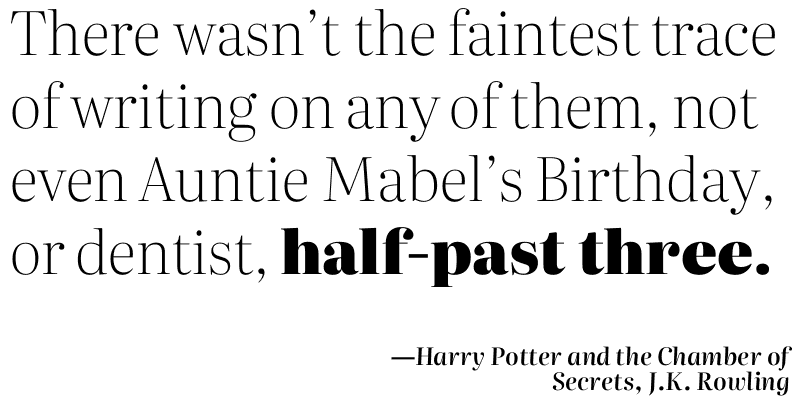 There wasn’t the faintest trace
of writing on any of them, not
even Auntie Mabel’s Birthday,
or dentist, half-past three.
—Harry Potter and the Chamber of
Secrets, J.K. Rowling